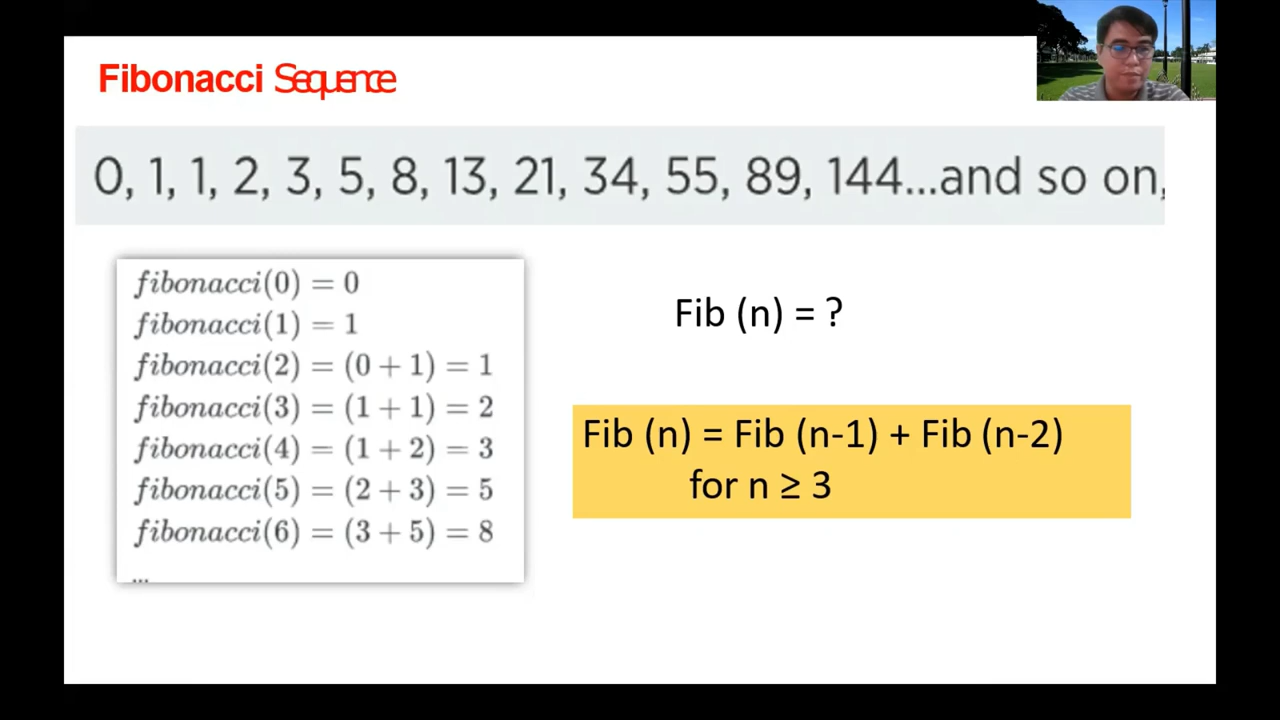 Fibonacci Sequence
0, 1, 1, 2, 3, 5, 8, 13, 21, 34, 55, 89, 144...and so on,
fibonacci(0) = 0
fibonacci(1) = 1
fibonacci(2) = (0 + 1) = 1
fibonacci(3) = (1 + 1) = 2
fibonacci(4) = (1 + 2) = 3
fibonacci(5) = (2 + 3) = 5
fibonacci(6) = (3 + 5) = 8
...
Fib (n) = ?
Fib (n) = Fib (n-1) + Fib (n-2)
for n ≥ 3